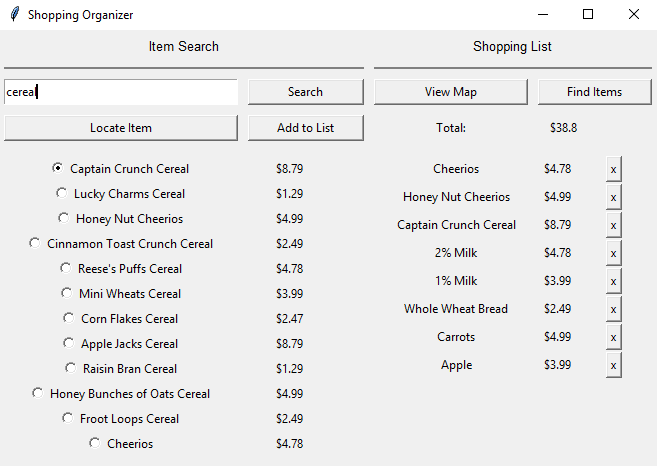 Shopping Organizer
Item Search
Shopping List
cereal
Search
View Map
Find Items
Locate Item
Add to List
Total: $38.8
Captain Crunch Cereal $8.79
Lucky Charms Cereal $1.29
Honey Nut Cheerios $4.99
Cinnamon Toast Crunch Cereal $2.49
Reese's Puffs Cereal $4.78
Mini Wheats Cereal $3.99
Corn Flakes Cereal $2.47
Apple Jacks Cereal $8.79
Raisin Bran Cereal $1.29
Honey Bunches of Oats Cereal $4.99
Froot Loops Cereal $2.49
Cheerios $4.78
Cheerios $4.78 x
Honey Nut Cheerios $4.99 x
Captain Crunch Cereal $8.79 x
2% Milk $4.78 x
1% Milk $3.99 x
Whole Wheat Bread $2.49 x
Carrots $4.99 x
Apple $3.99 x